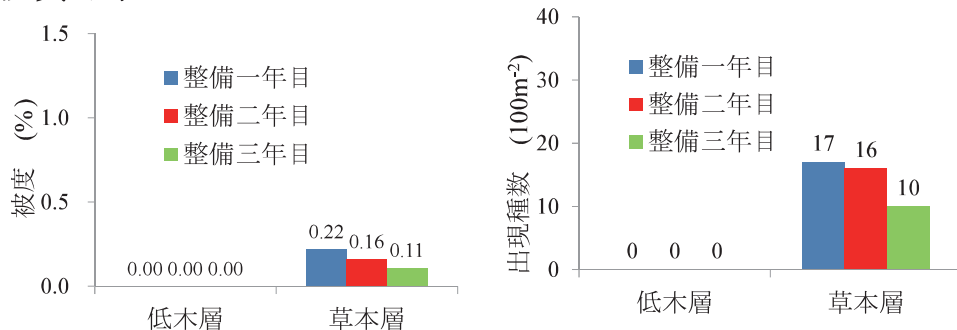 1.5
1.0
0.5
0.0
被度 (%)
整備一年目
整備二年目
整備三年目
0.00 0.00 0.00
0.22
0.16
0.11
低木層
草本層
40
30
20
10
0
出現種数 (100m⁻²)
整備一年目
整備二年目
整備三年目
0 0 0
17
16
10
低木層
草本層